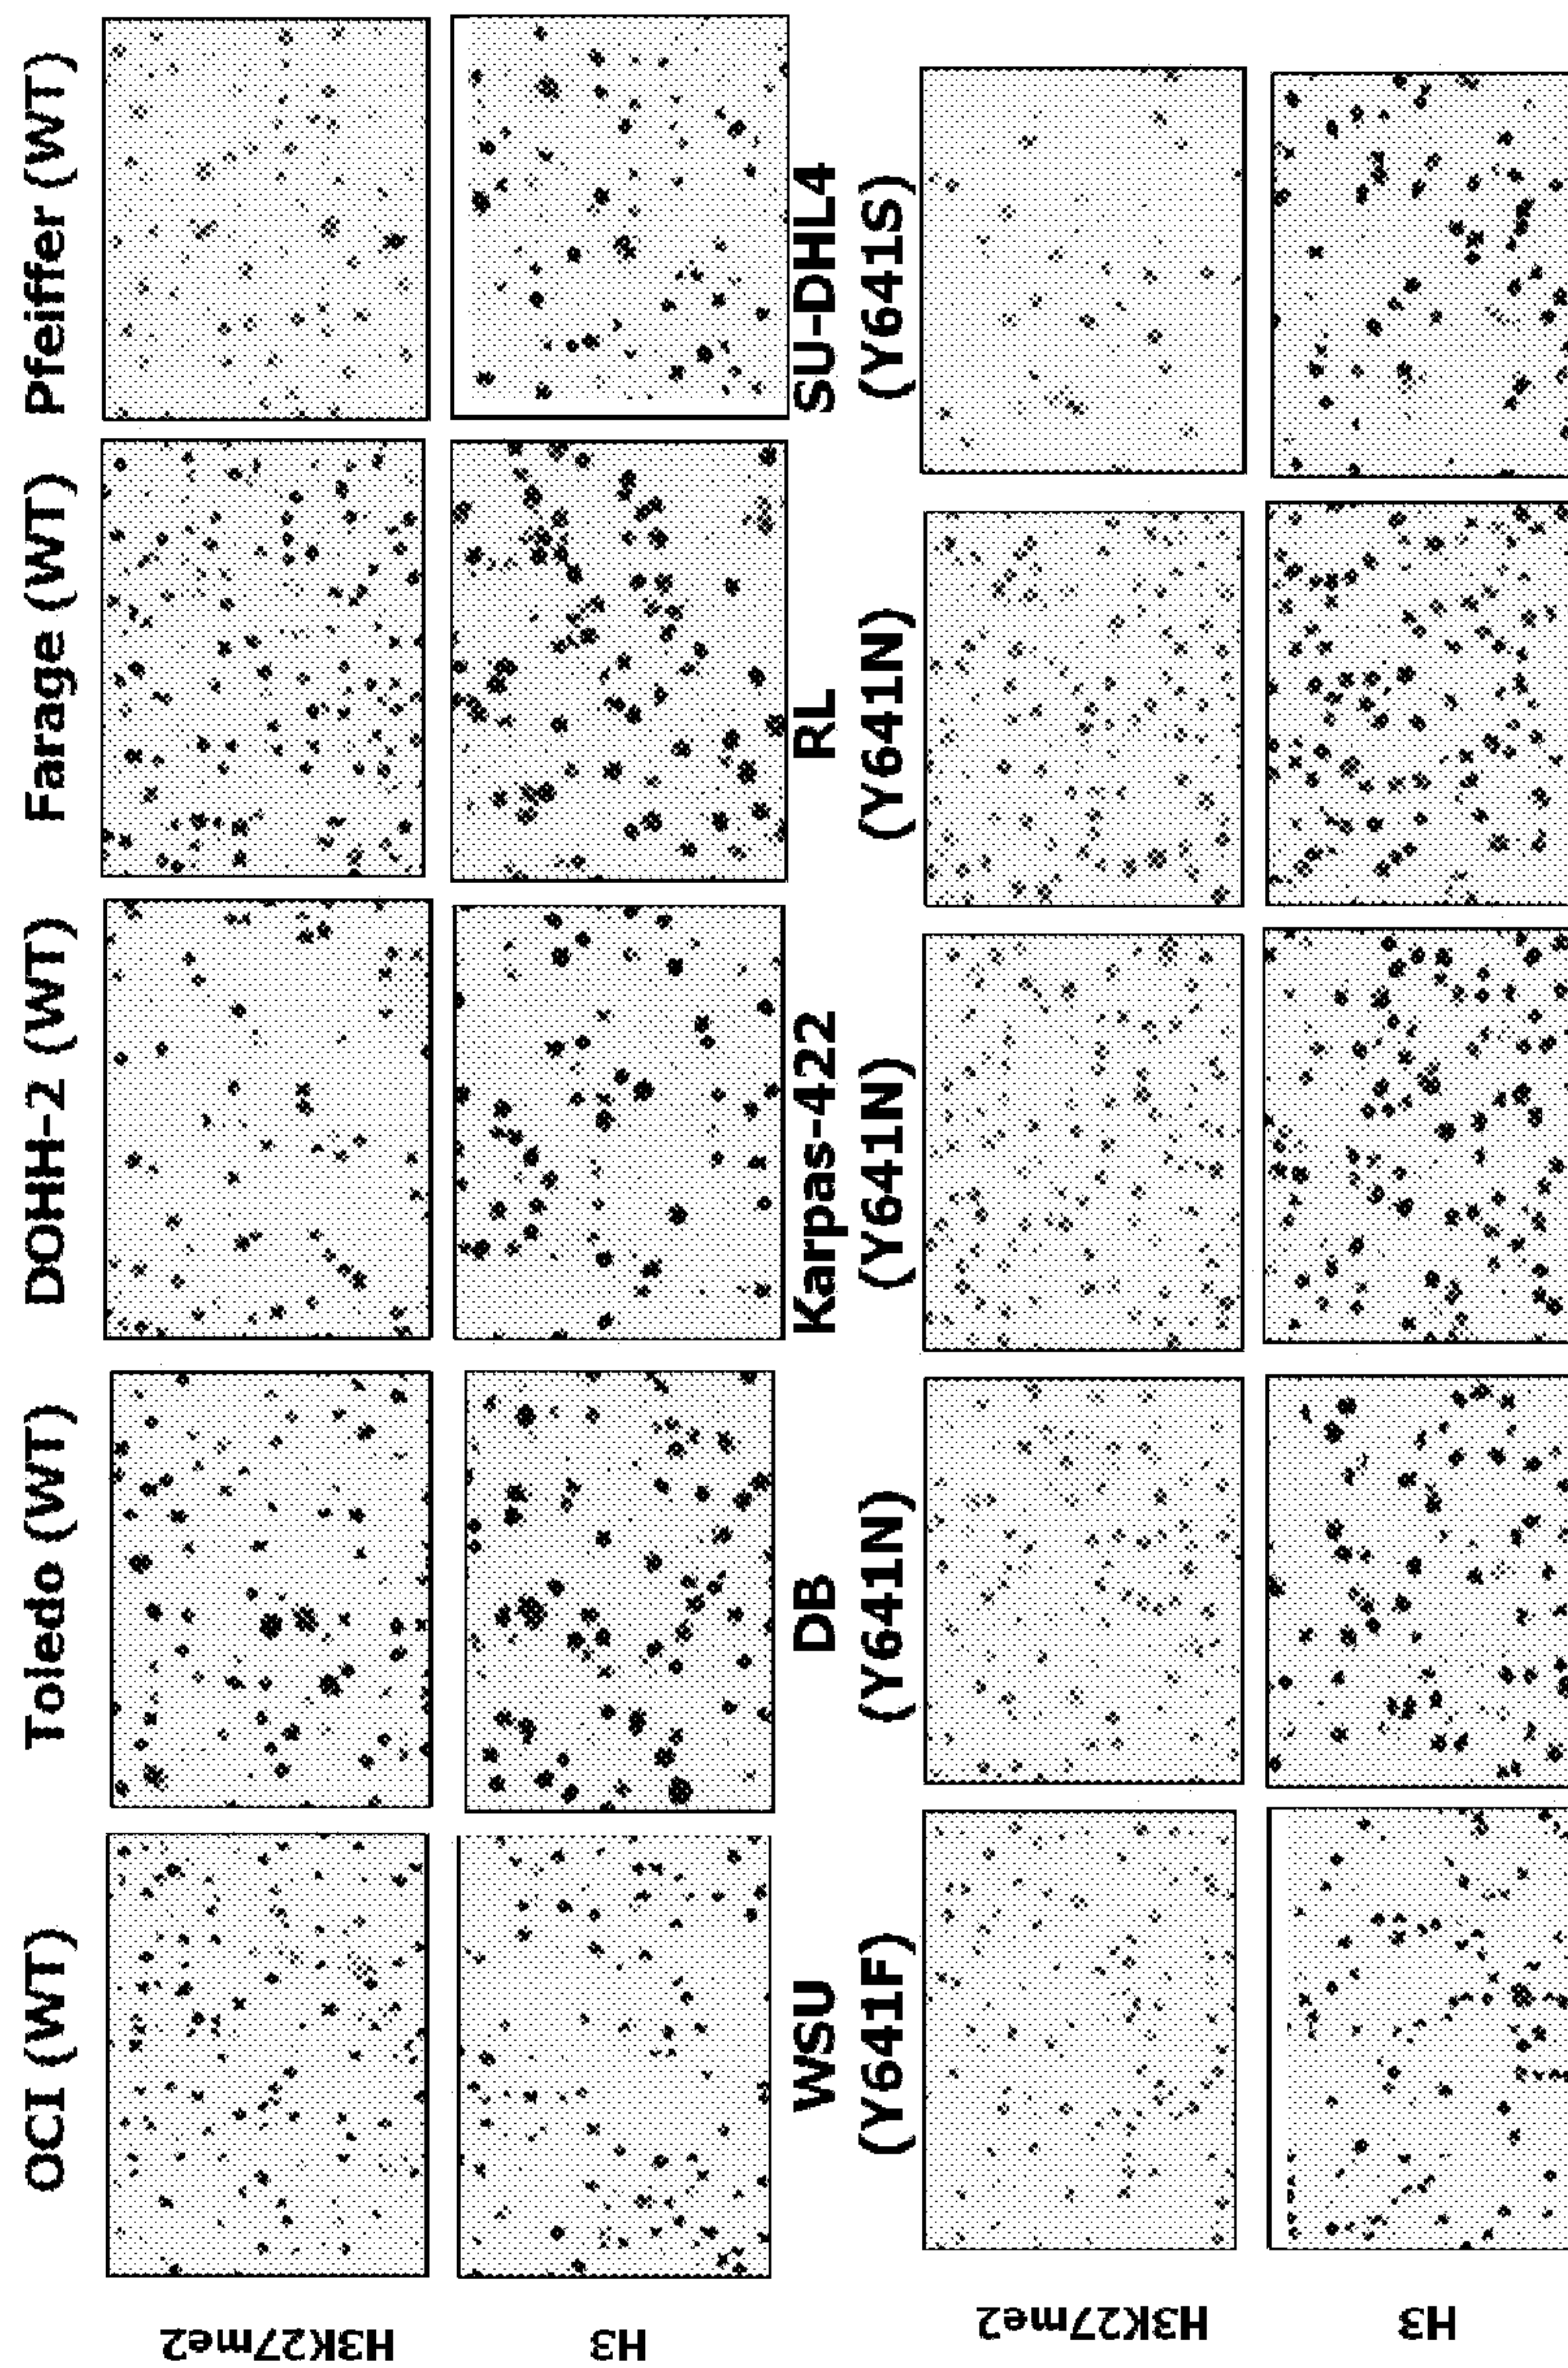 OCI (WT)
Toledo (WT)
DOHH-2 (WT)
Farage (WT)
Pfeiffer (WT)
H3K27me2
H3
WSU
(Y641F)
DB
(Y641N)
Karpas-422
(Y641N)
RL
(Y641N)
SU-DHL4
(Y641S)
H3K27me2
H3